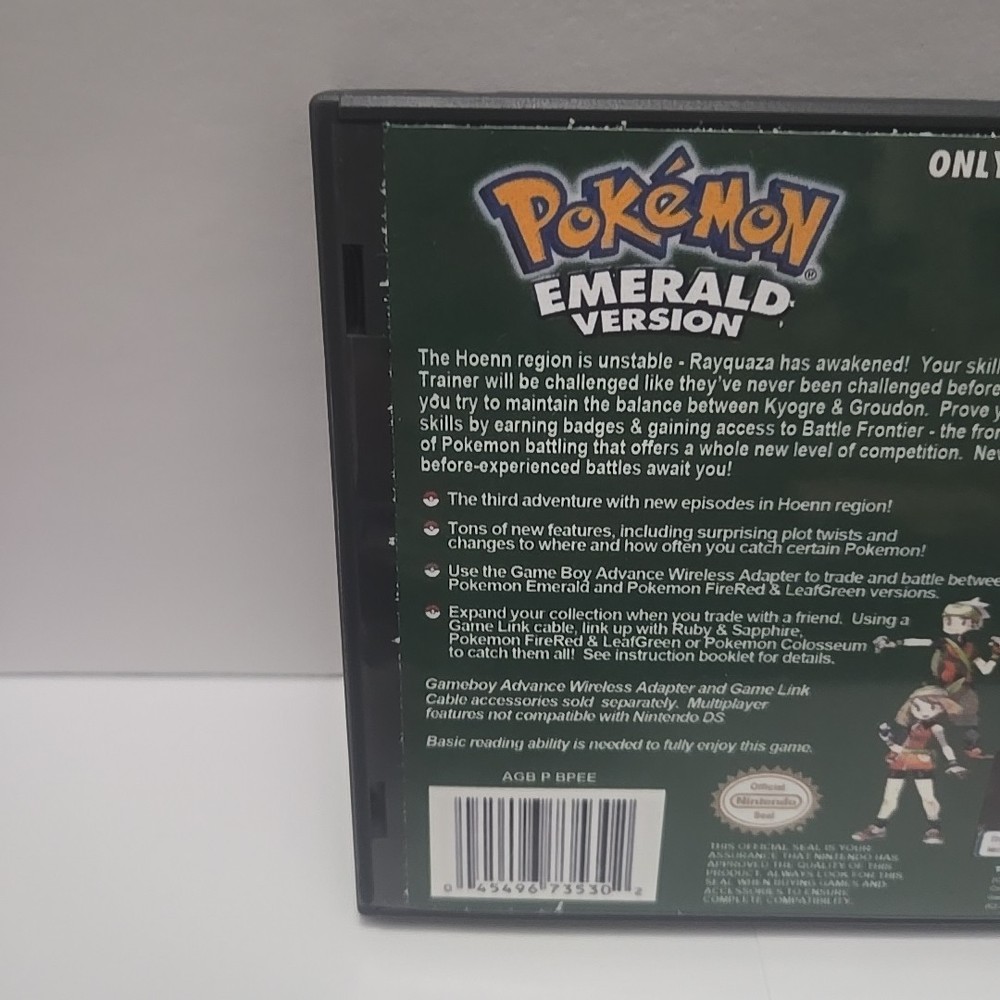 ONLY
POKéMON®
EMERALD
VERSION
The Hoenn region is unstable - Rayquaza has awakened! Your skill
Trainer will be challenged like they've never been challenged before
you try to maintain the balance between Kyogre & Groudon. Prove y
skills by earning badges & gaining access to Battle Frontier - the fron
of Pokemon battling that offers a whole new level of competition. Nev
before-experienced battles await you!
The third adventure with new episodes in Hoenn region!
Tons of new features, including surprising plot twists and
changes to where and how often you catch certain Pokemon!
Use the Game Boy Advance Wireless Adapter to trade and battle betwee
Pokemon Emerald and Pokemon FireRed & LeafGreen versions.
Expand your collection when you trade with a friend. Using a
Game Link cable, link up with Ruby & Sapphire,
Pokemon FireRed & LeafGreen or Pokemon Colosseum
to catch them all! See instruction booklet for details.
Gameboy Advance Wireless Adapter and Game Link
Cable accessories sold separately. Multiplayer
features not compatible with Nintendo DS
Basic reading ability is needed to fully enjoy this game.
AGB P BPEE
0 45496 73530 2
Official
Nintendo
Seal
THIS OFFICIAL SEAL IS YOUR
ASSURANCE THAT NINTENDO HAS
APPROVED THE QUALITY OF THIS
PRODUCT. ALWAYS LOOK FOR THIS
SEAL WHEN BUYING GAMES AND
ACCESSORIES TO ENSURE
COMPLETE COMPATIBILITY.